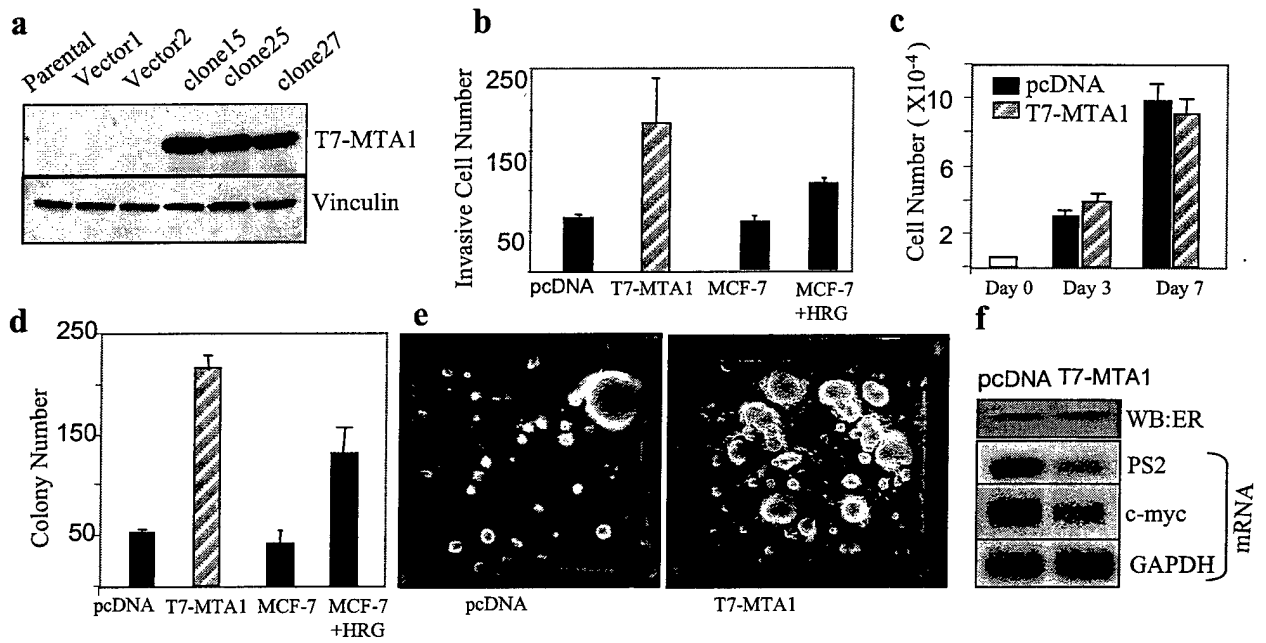 a
Parental
Vector1
Vector2
clone15
clone25
clone27
T7-MTA1
Vinculin
b
Invasive Cell Number
250
150
50
pcDNA
T7-MTA1
MCF-7
MCF-7
+HRG
c
Cell Number ( X10-4)
10
6
2
pcDNA
T7-MTA1
Day 0
Day 3
Day 7
d
Colony Number
250
150
50
pcDNA
T7-MTA1
MCF-7
MCF-7
+HRG
e
pcDNA
T7-MTA1
f
pcDNA T7-MTA1
WB:ER
PS2
c-myc
GAPDH
mRNA